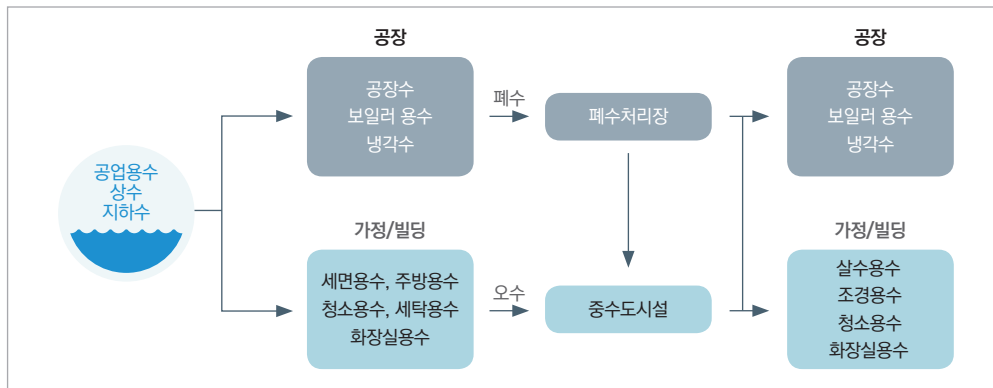 공업용수
상수
지하수
공장
공장수
보일러 용수
냉각수
폐수
폐수처리장
공장
공장수
보일러 용수
냉각수
가정/빌딩
세면용수, 주방용수
청소용수, 세탁용수
화장실용수
오수
중수도시설
가정/빌딩
살수용수
조경용수
청소용수
화장실용수